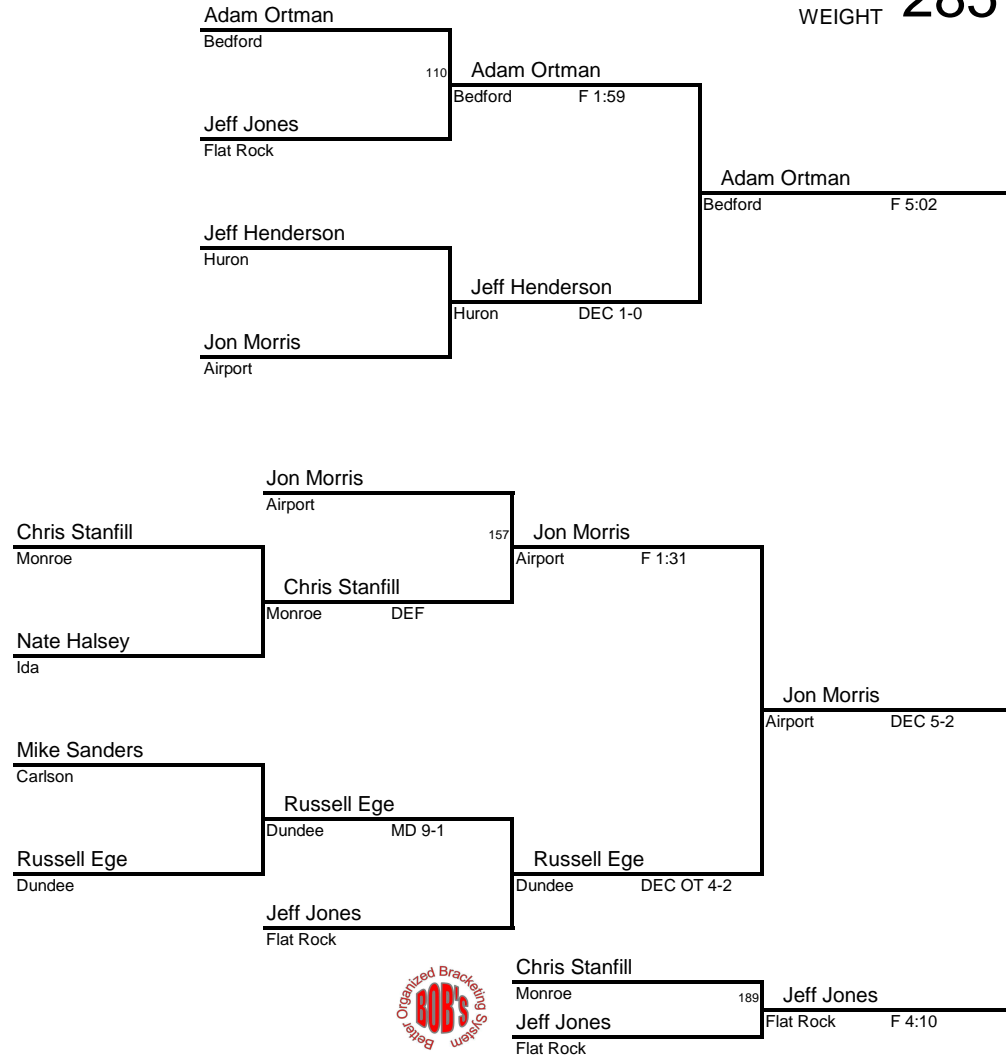 Adam Ortman
WEIGHT 285
Bedford
110 Adam Ortman
Bedford F 1:59
Jeff Jones
Flat Rock
Adam Ortman
Bedford F 5:02
Jeff Henderson
Huron
Jeff Henderson
Huron DEC 1-0
Jon Morris
Airport
Jon Morris
Airport
Chris Stanfill
157 Jon Morris
Monroe
Airport F 1:31
Chris Stanfill
Monroe DEF
Nate Halsey
Ida
Jon Morris
Airport DEC 5-2
Mike Sanders
Carlson
Russell Ege
Dundee MD 9-1
Russell Ege
Russell Ege
Dundee
Dundee DEC OT 4-2
Jeff Jones
Flat Rock
Chris Stanfill
Monroe
189 Jeff Jones
Jeff Jones
Flat Rock F 4:10
Flat Rock
Better Organized Bracketing System
BOB'S